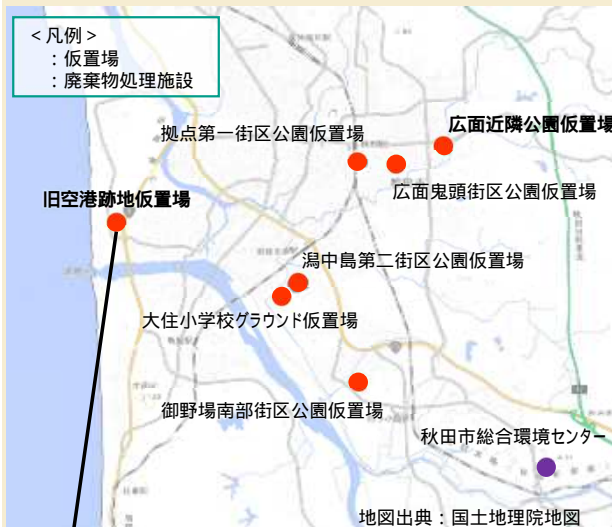 <凡例>
:仮置場
:廃棄物処理施設
拠点第一街区公園仮置場
広面近隣公園仮置場
広面鬼頭街区公園仮置場
旧空港跡地仮置場
潟中島第二街区公園仮置場
大住小学校グラウンド仮置場
御野場南部街区公園仮置場
秋田市総合環境センター
地図出典:国土地理院地図